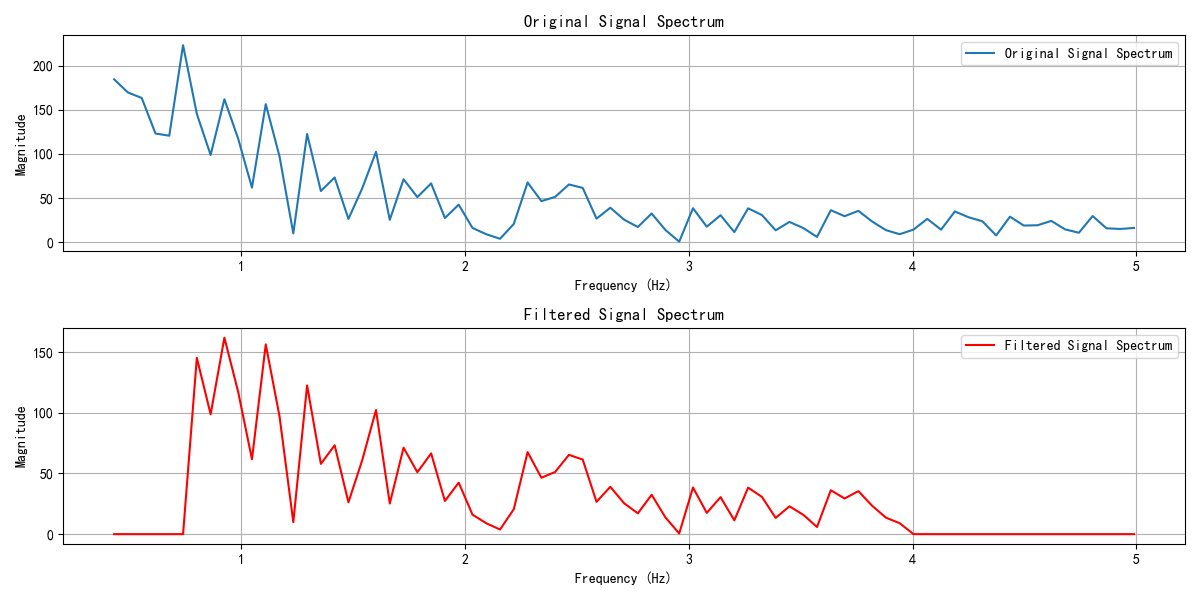 Original Signal Spectrum
Original Signal Spectrum
Magnitude
200
150
100
50
0
1 2 3 4 5
Frequency (Hz)
Filtered Signal Spectrum
Filtered Signal Spectrum
Magnitude
150
100
50
0
1 2 3 4 5
Frequency (Hz)